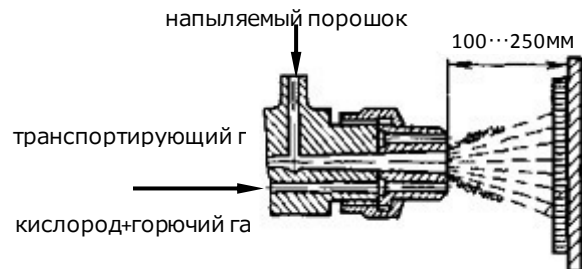 напыляемый порошок
100···250мм
транспортирующий г
кислород+горючий га